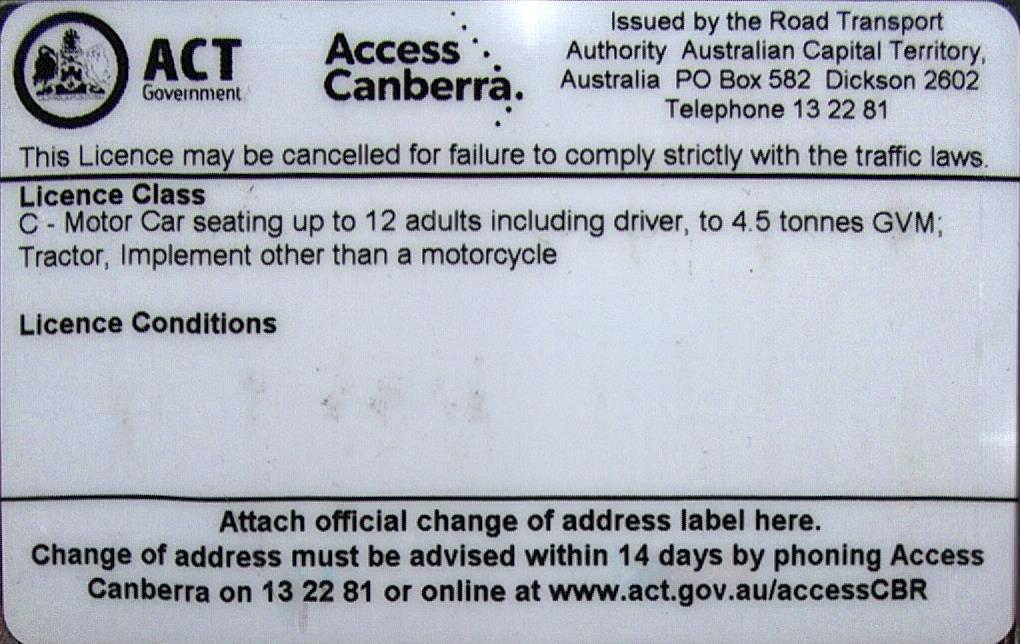 ACT
Government
Access
Canberra.
Issued by the Road Transport
Authority Australian Capital Territory,
Australia PO Box 582 Dickson 2602
Telephone 13 22 81
This Licence may be cancelled for failure to comply strictly with the traffic laws.
Licence Class
C - Motor Car seating up to 12 adults including driver, to 4.5 tonnes GVM;
Tractor, Implement other than a motorcycle
Licence Conditions
Attach official change of address label here.
Change of address must be advised within 14 days by phoning Access
Canberra on 13 22 81 or online at www.act.gov.au/accessCBR